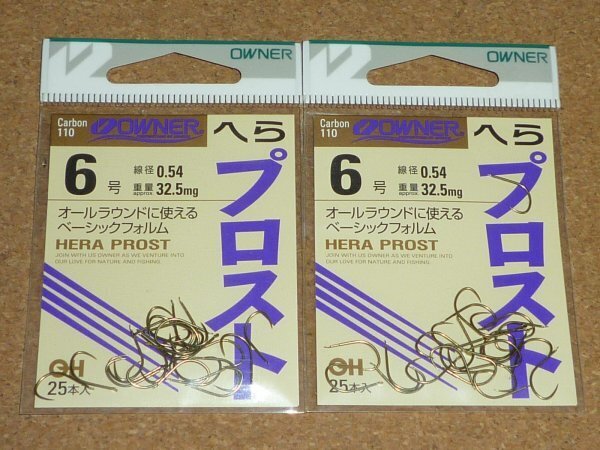 OWNER
Carbon
110
OWNER
へら
プロスト
6号
線径 0.54
重量 approx. 32.5mg
オールラウンドに使える
ベーシックフォルム
HERA PROST
JOIN WITH US OWNER AS WE VENTURE INTO
OUR LOVE FOR NATURE AND FISHING.
OH
25本入
OWNER
Carbon
110
OWNER
へら
プロスト
6号
線径 0.54
重量 approx. 32.5mg
オールラウンドに使える
ベーシックフォルム
HERA PROST
JOIN WITH US OWNER AS WE VENTURE INTO
OUR LOVE FOR NATURE AND FISHING.
OH
25本入